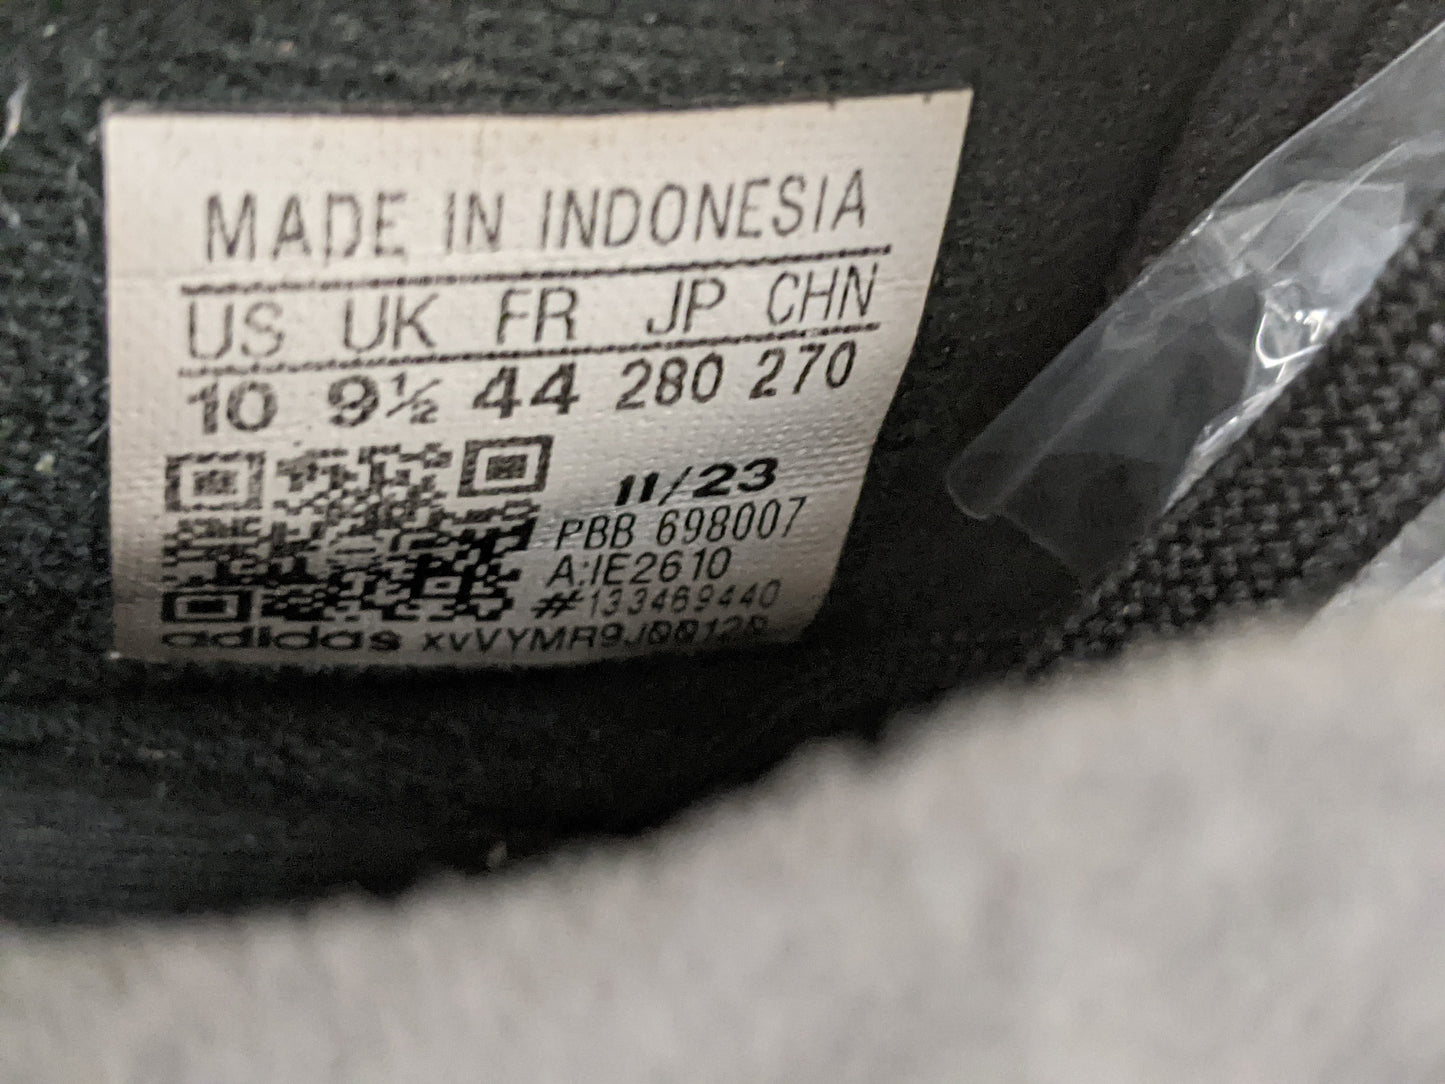 MADE IN INDONESIA
US UK FR JP CHN
10 9½ 44 280 270
11/23
PBB 698007
A:IE2610
#133469440
adidas xvVYMR9J00128